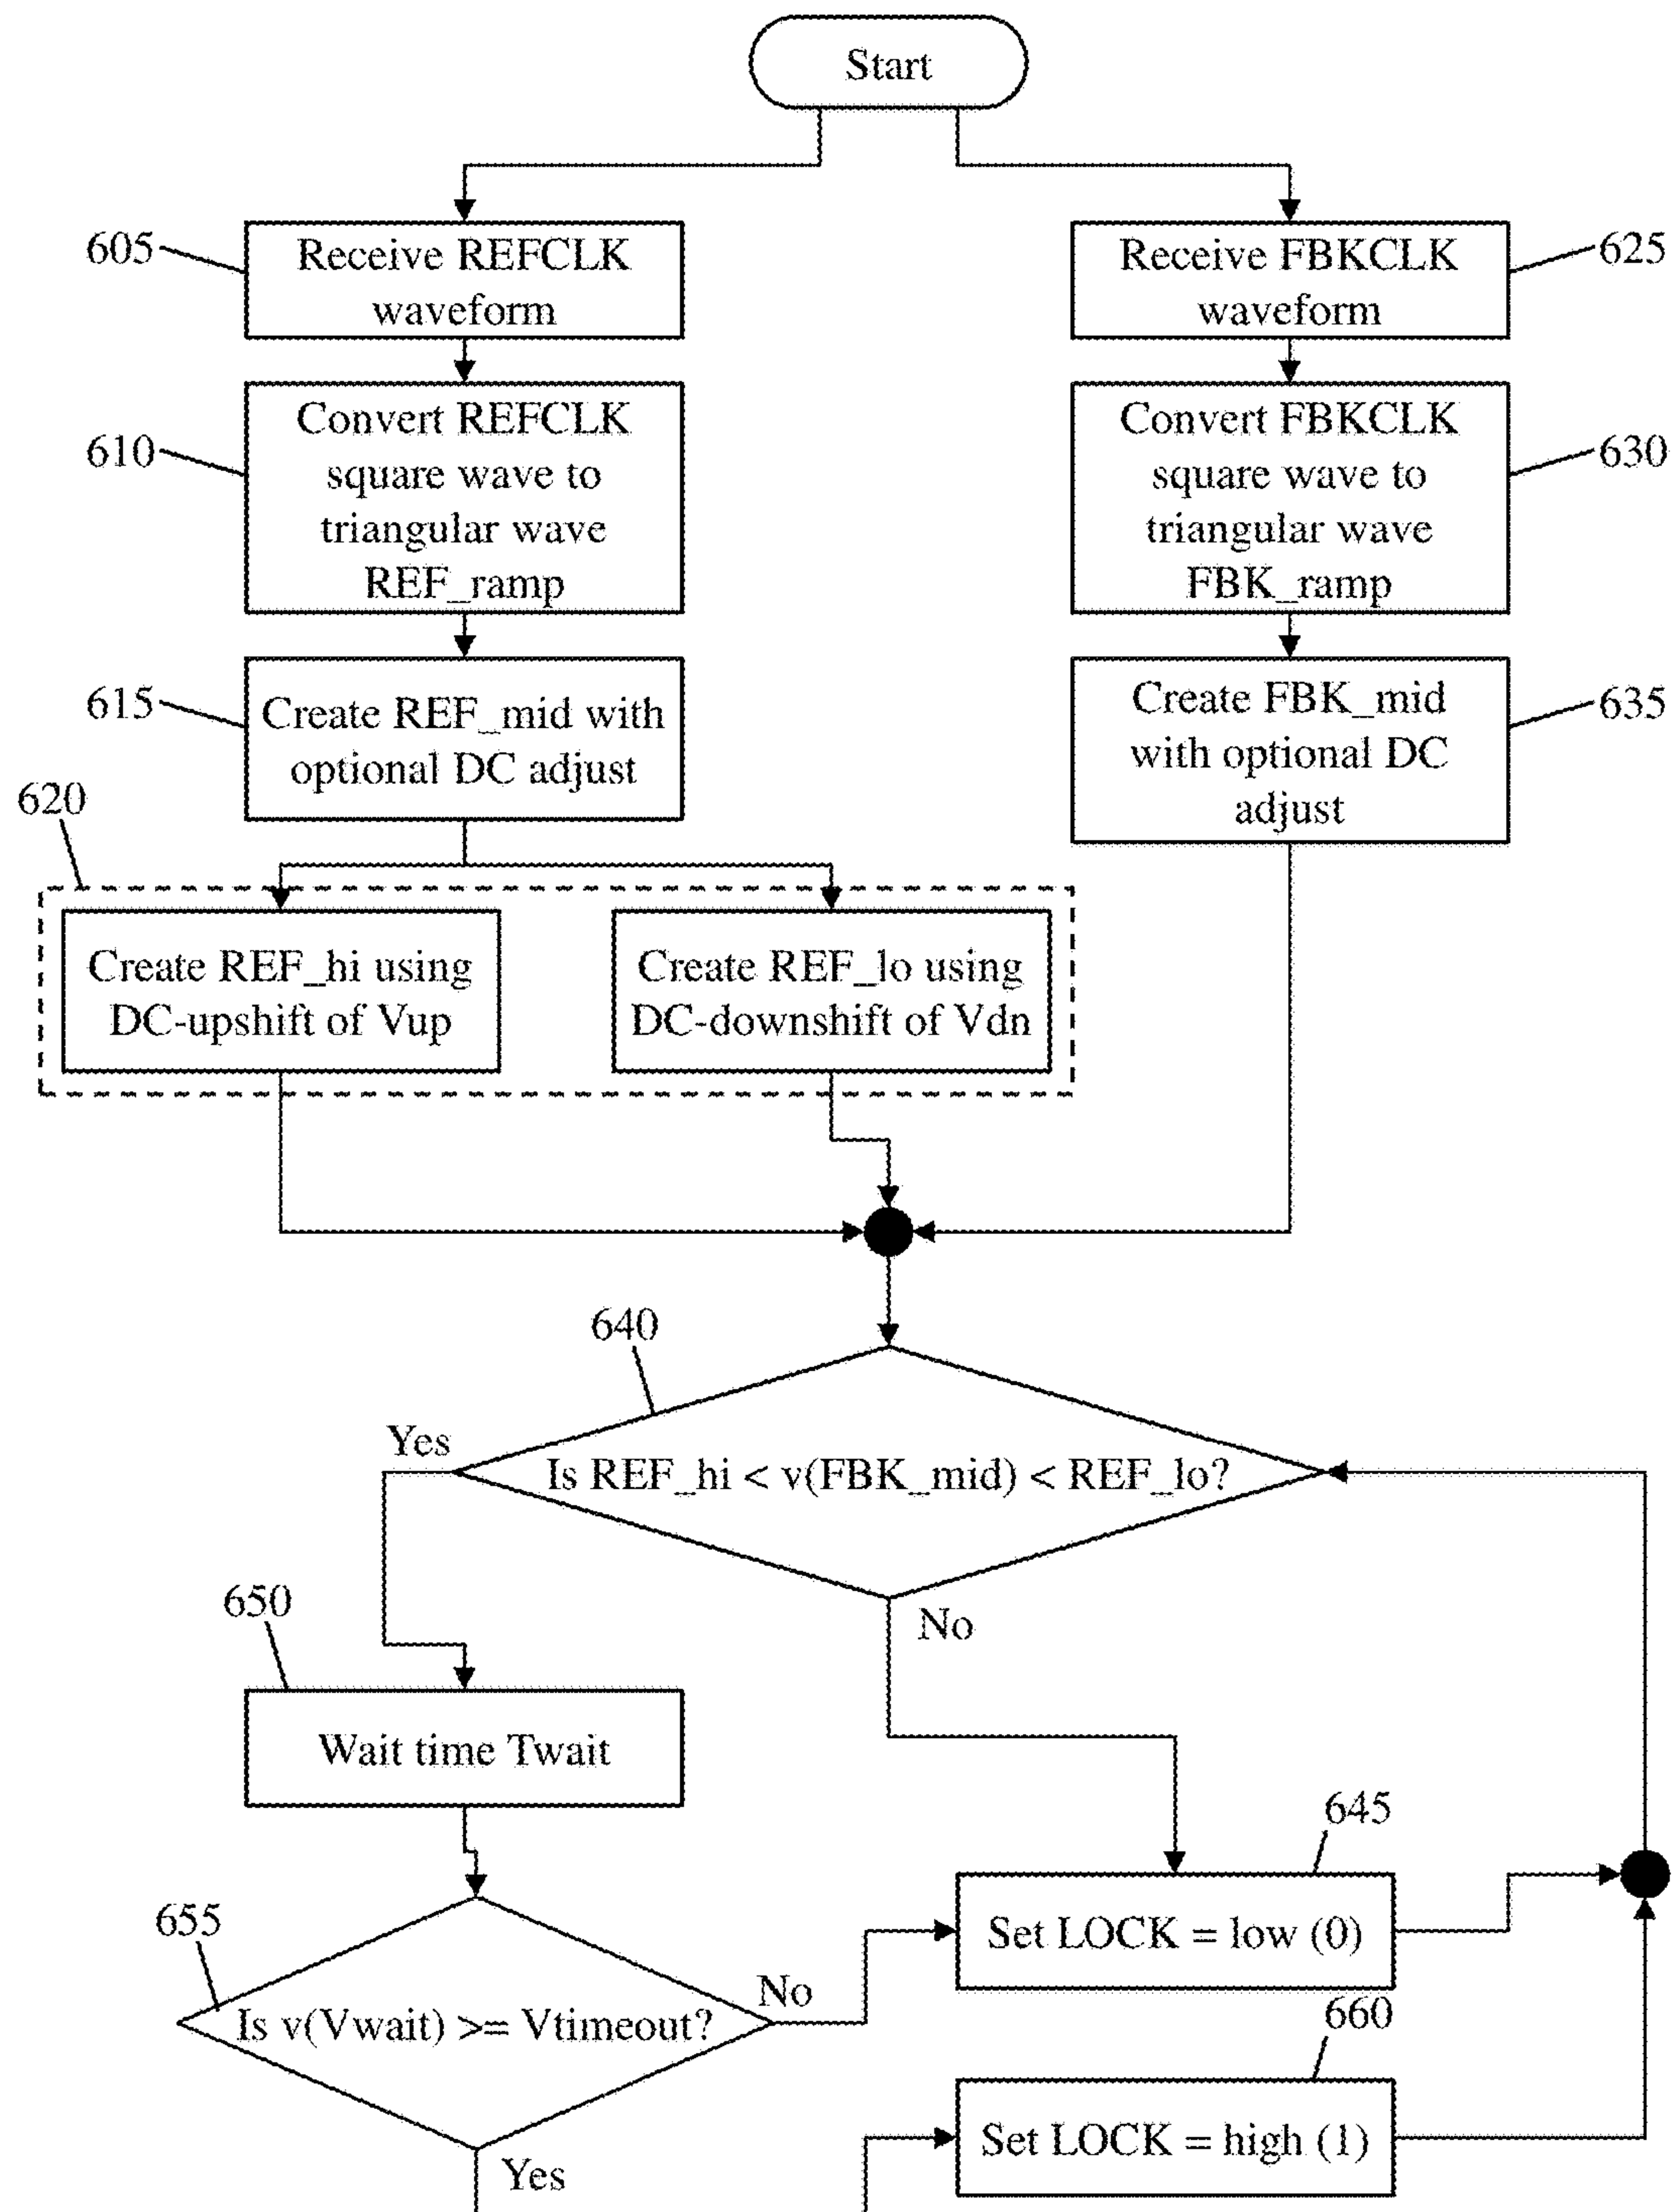 Start
605
Receive REFCLK
waveform
Receive FBKCLK
waveform
625
610
Convert REFCLK
square wave to
triangular wave
REF_ramp
Convert FBKCLK
square wave to
triangular wave
FBK_ramp
630
615
Create REF_mid with
optional DC adjust
Create FBK_mid
with optional DC
adjust
635
620
Create REF_hi using
DC-upshift of Vup
Create REF_lo using
DC-downshift of Vdn
640
Yes
Is REF_hi < v(FBK_mid) < REF_lo?
No
650
Wait time Twait
645
Set LOCK = low (0)
655
Is v(Vwait) >= Vtimeout?
No
660
Set LOCK = high (1)
Yes